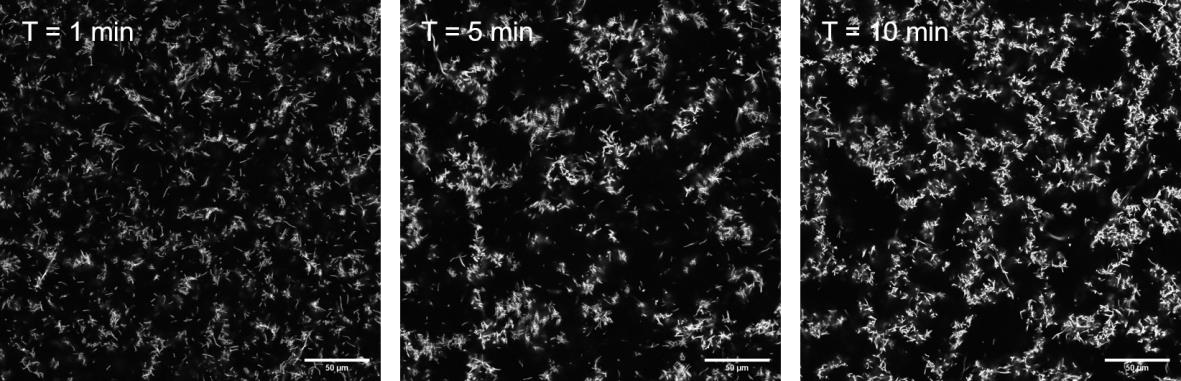 T = 1 min
T = 5 min
T = 10 min
50 µm
50 µm
50 µm